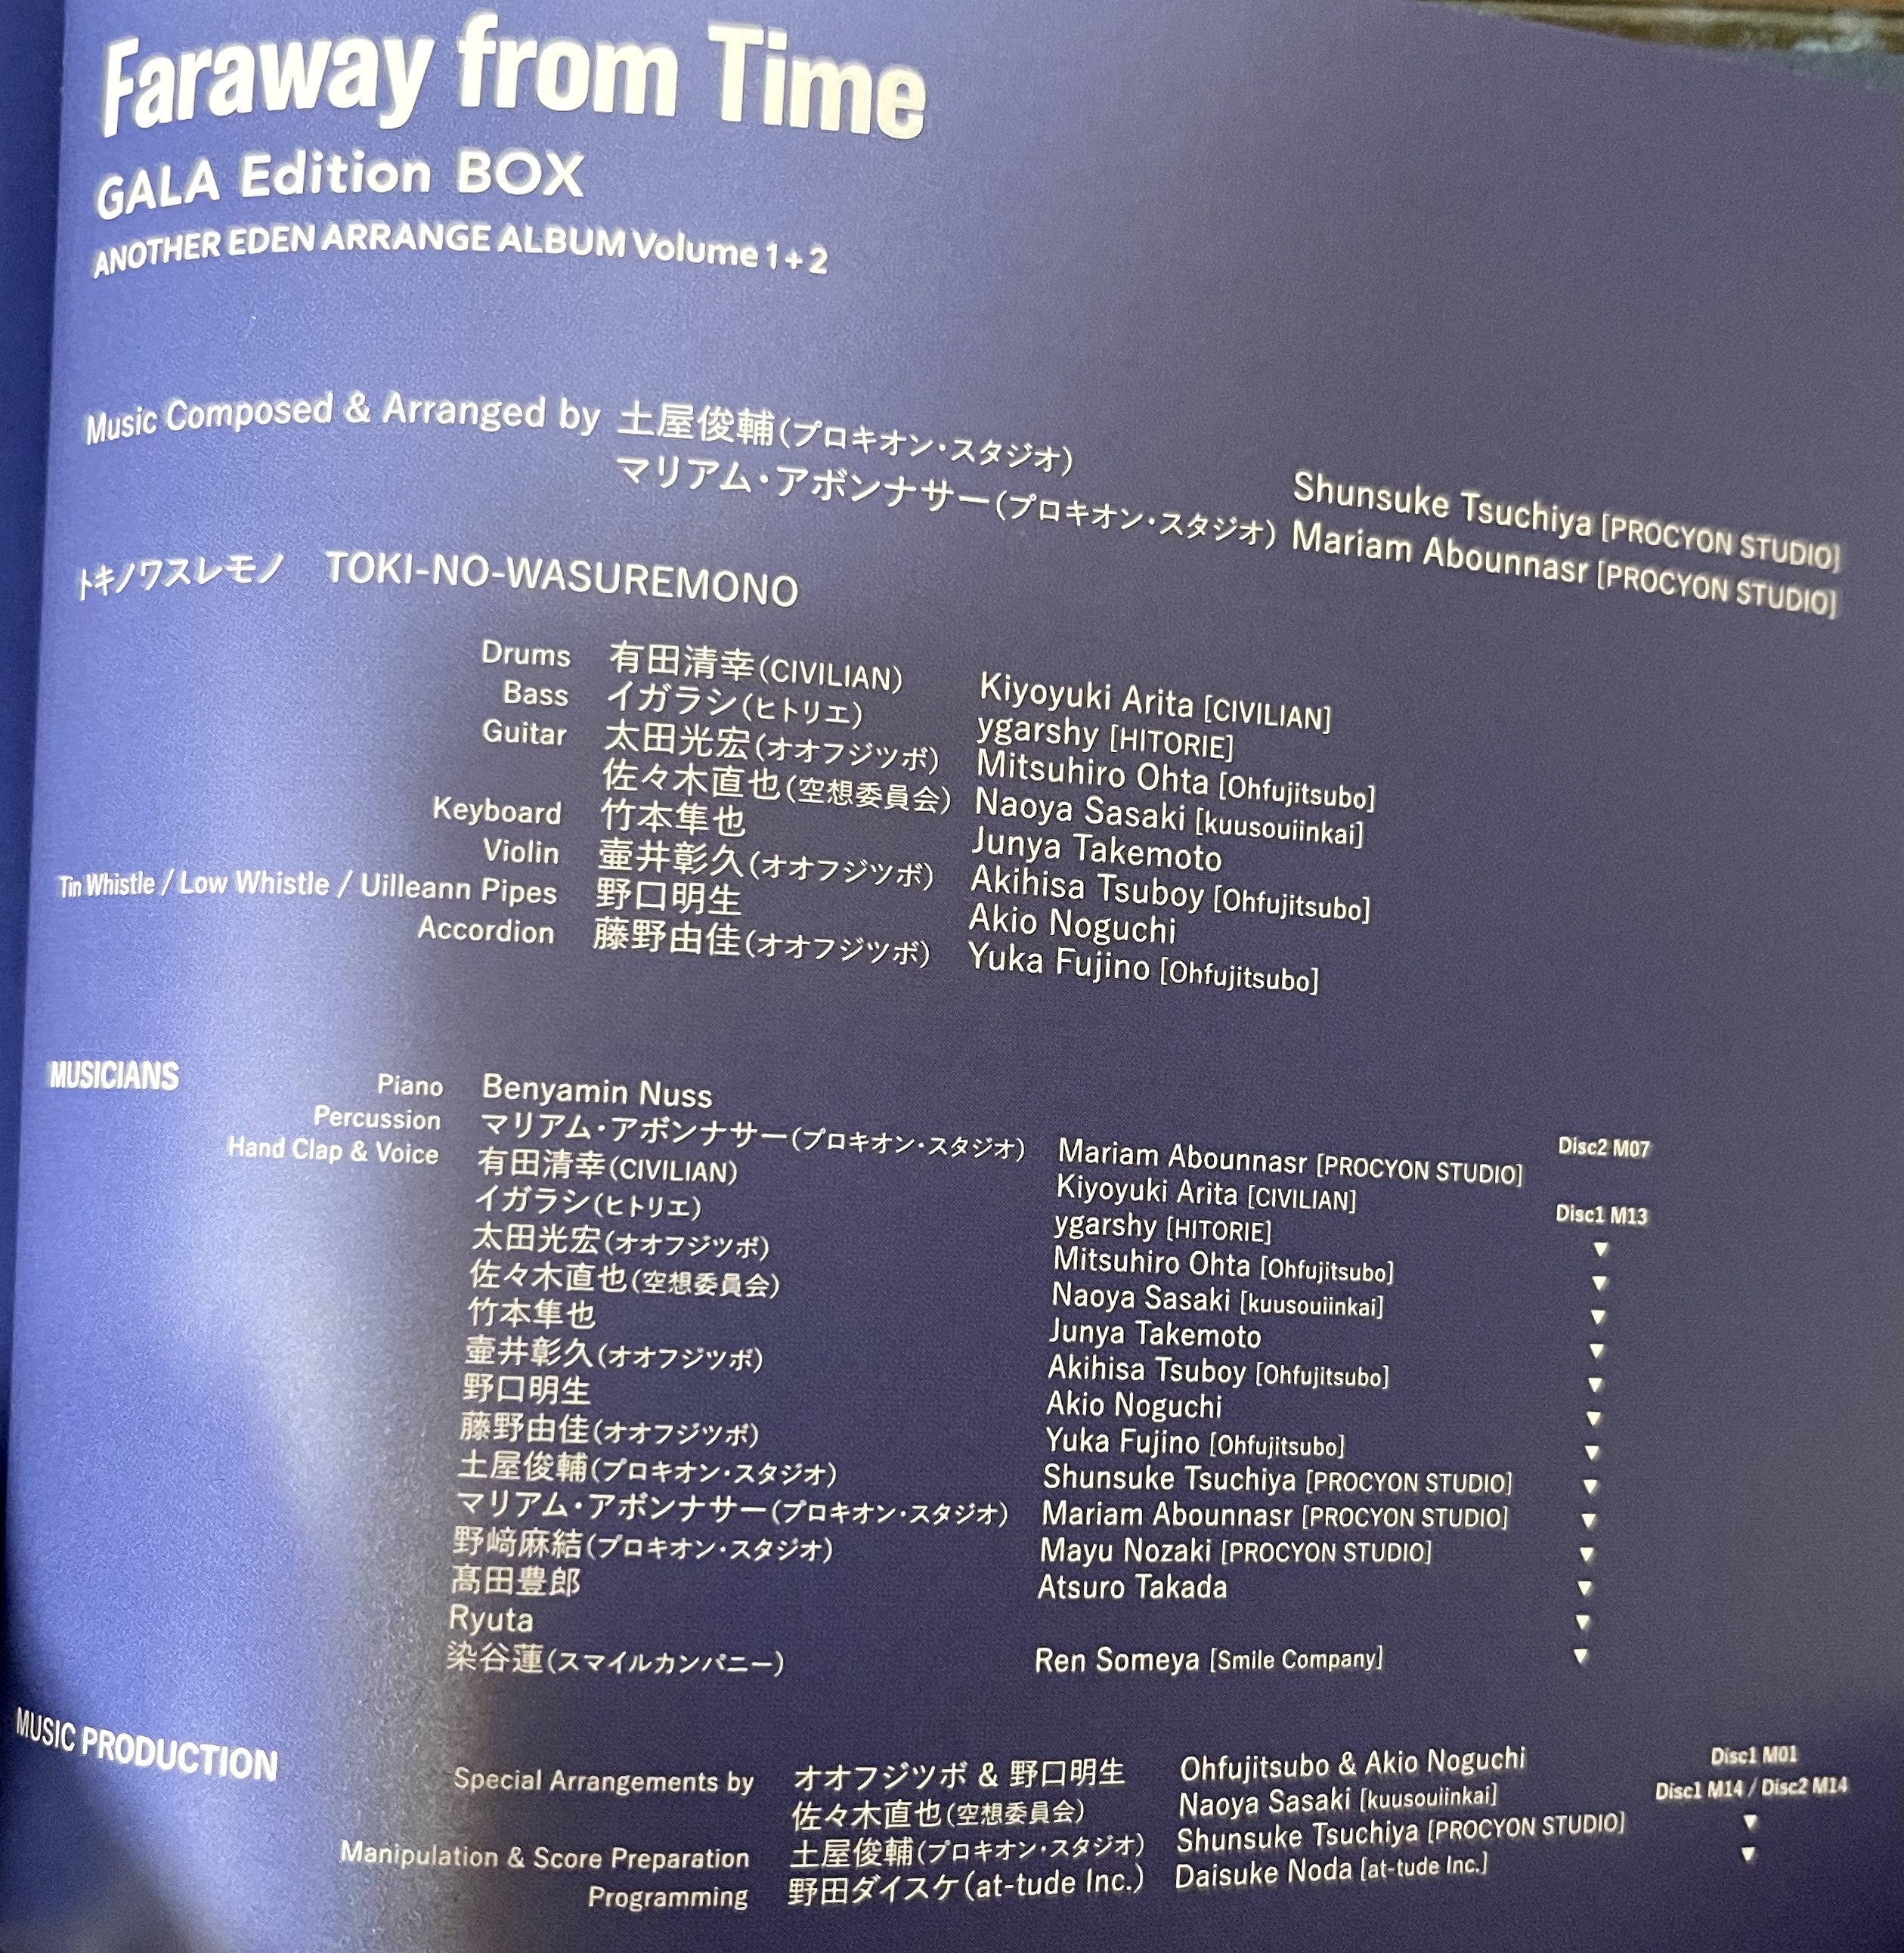 Faraway from Time
GALA Edition BOX
ANOTHER EDEN ARRANGE ALBUM Volume 1+2
Music Composed & Arranged by 土屋俊輔(プロキオン・スタジオ) Shunsuke Tsuchiya [PROCYON STUDIO]
マリアム・アボンナサー(プロキオン・スタジオ) Mariam Abounnasr [PROCYON STUDIO]
トキノワスレモノ TOKI-NO-WASUREMONO
Drums 有田清幸(CIVILIAN) Kiyoyuki Arita [CIVILIAN]
Bass イガラシ(ヒトリエ) ygarshy [HITORIE]
Guitar 太田光宏(オオフジツボ) Mitsuhiro Ohta [Ohfujitsubo]
佐々木直也(空想委員会) Naoya Sasaki [kuusouiinkai]
Keyboard 竹本隼也 Junya Takemoto
Violin 壷井彰久(オオフジツボ) Akihisa Tsuboy [Ohfujitsubo]
Tin Whistle / Low Whistle / Uilleann Pipes 野口明生 Akio Noguchi
Accordion 藤野由佳(オオフジツボ) Yuka Fujino [Ohfujitsubo]
MUSICIANS Piano Benyamin Nuss Disc2 M07
Percussion マリアム・アボンナサー(プロキオン・スタジオ) Mariam Abounnasr [PROCYON STUDIO]
Hand Clap & Voice 有田清幸(CIVILIAN) Kiyoyuki Arita [CIVILIAN] Disc1 M13
イガラシ(ヒトリエ) ygarshy [HITORIE] ▼
太田光宏(オオフジツボ) Mitsuhiro Ohta [Ohfujitsubo] ▼
佐々木直也(空想委員会) Naoya Sasaki [kuusouiinkai] ▼
竹本隼也 Junya Takemoto ▼
壷井彰久(オオフジツボ) Akihisa Tsuboy [Ohfujitsubo] ▼
野口明生 Akio Noguchi ▼
藤野由佳(オオフジツボ) Yuka Fujino [Ohfujitsubo] ▼
土屋俊輔(プロキオン・スタジオ) Shunsuke Tsuchiya [PROCYON STUDIO] ▼
マリアム・アボンナサー(プロキオン・スタジオ) Mariam Abounnasr [PROCYON STUDIO] ▼
野﨑麻結(プロキオン・スタジオ) Mayu Nozaki [PROCYON STUDIO] ▼
髙田豊郎 Atsuro Takada ▼
Ryuta ▼
染谷蓮(スマイルカンパニー) Ren Someya [Smile Company] ▼
MUSIC PRODUCTION
Special Arrangements by オオフジツボ & 野口明生 Ohfujitsubo & Akio Noguchi Disc1 M01
佐々木直也(空想委員会) Naoya Sasaki [kuusouiinkai] Disc1 M14 / Disc2 M14
Manipulation & Score Preparation 土屋俊輔(プロキオン・スタジオ) Shunsuke Tsuchiya [PROCYON STUDIO] ▼
Programming 野田ダイスケ(at-tude Inc.) Daisuke Noda [at-tude Inc.] ▼